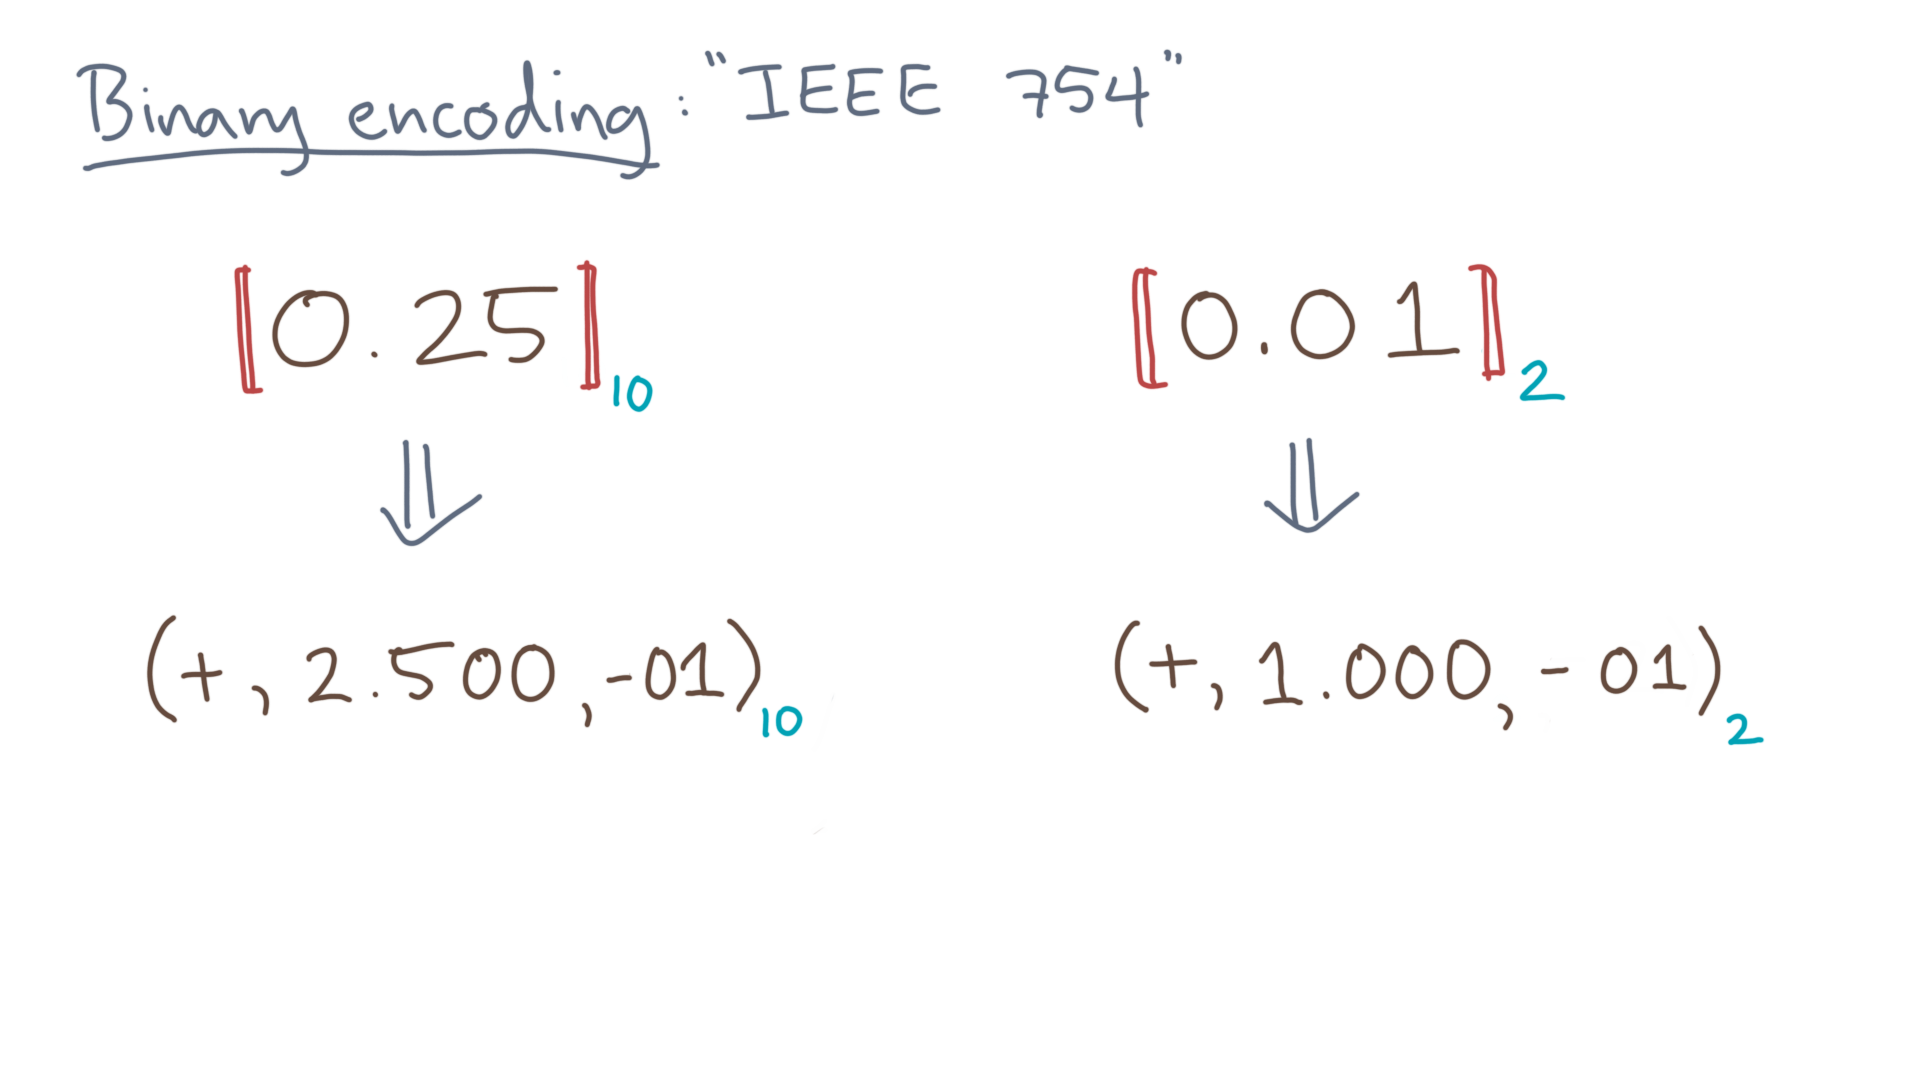 Binary encoding: "IEEE 754"
⟦0.25⟧₁₀
⟦0.01⟧₂
⇓
⇓
(+, 2.500, -01)₁₀
(+, 1.000, -01)₂